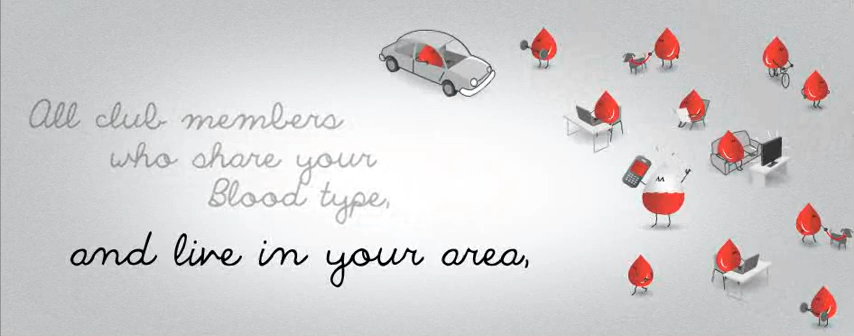 All club members
who share your
Blood type,
and live in your area,